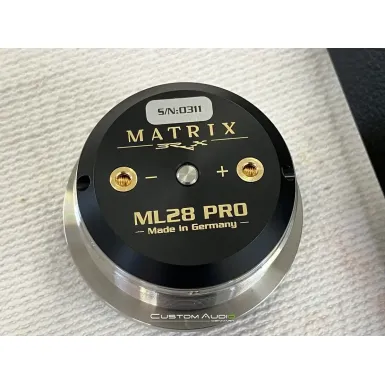 S/N:0311
MATRIX
- +
ML28 PRO
Made in Germany
CUSTOM AUDIO